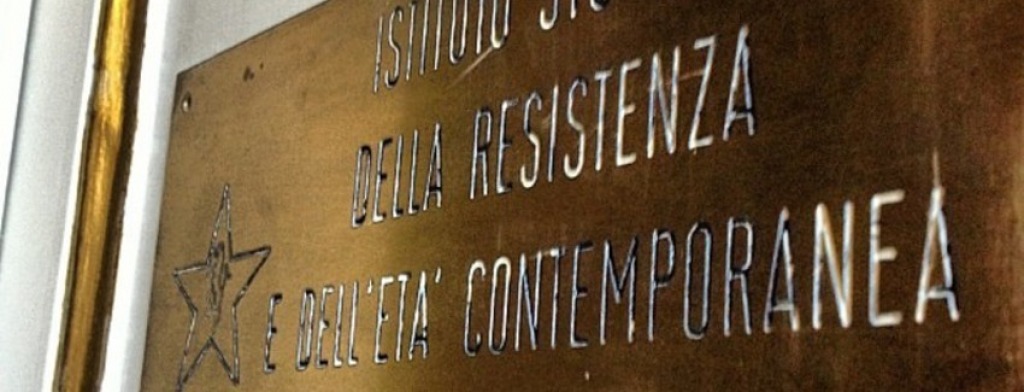 ISTITUTO
DELLA RESISTENZA
E DELL'ETA' CONTEMPORANEA